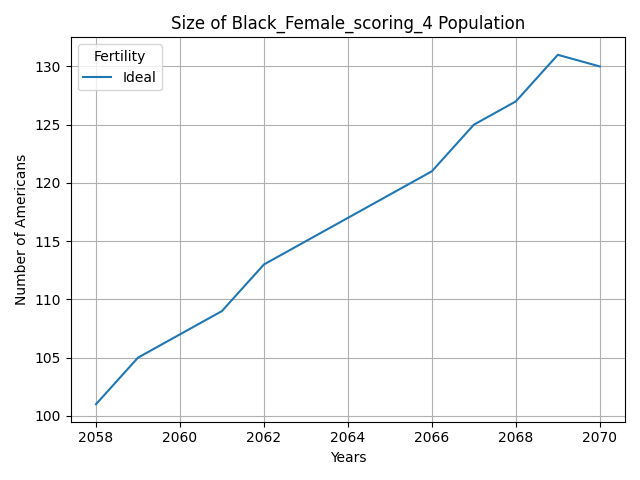 Size of Black_Female_scoring_4 Population
Fertility
Ideal
Number of Americans
130
125
120
115
110
105
100
2058
2060
2062
2064
2066
2068
2070
Years